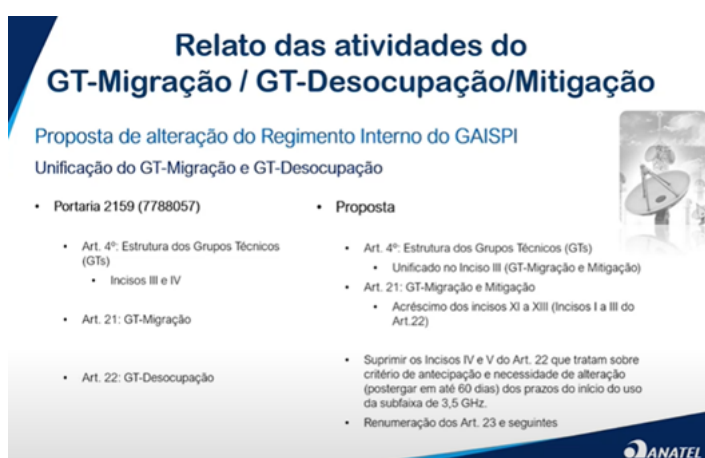 Relato das atividades do
GT-Migração / GT-Desocupação/Mitigação
Proposta de alteração do Regimento Interno do GAISPI
Unificação do GT-Migração e GT-Desocupação
• Portaria 2159 (7788057)
• Art. 4º: Estrutura dos Grupos Técnicos
(GTs)
• Incisos III e IV
• Art. 21: GT-Migração
• Art. 22: GT-Desocupação
• Proposta
• Art. 4º: Estrutura dos Grupos Técnicos (GTs)
• Unificado no Inciso III (GT-Migração e Mitigação)
• Art. 21: GT-Migração e Mitigação
• Acréscimo dos incisos XI a XIII (Incisos I a III do
Art.22)
• Suprimir os Incisos IV e V do Art. 22 que tratam sobre
critério de antecipação e necessidade de alteração
(postergar em até 60 dias) dos prazos do início do uso
da subfaixa de 3,5 GHz.
• Renumeração dos Art. 23 e seguintes
ANATEL